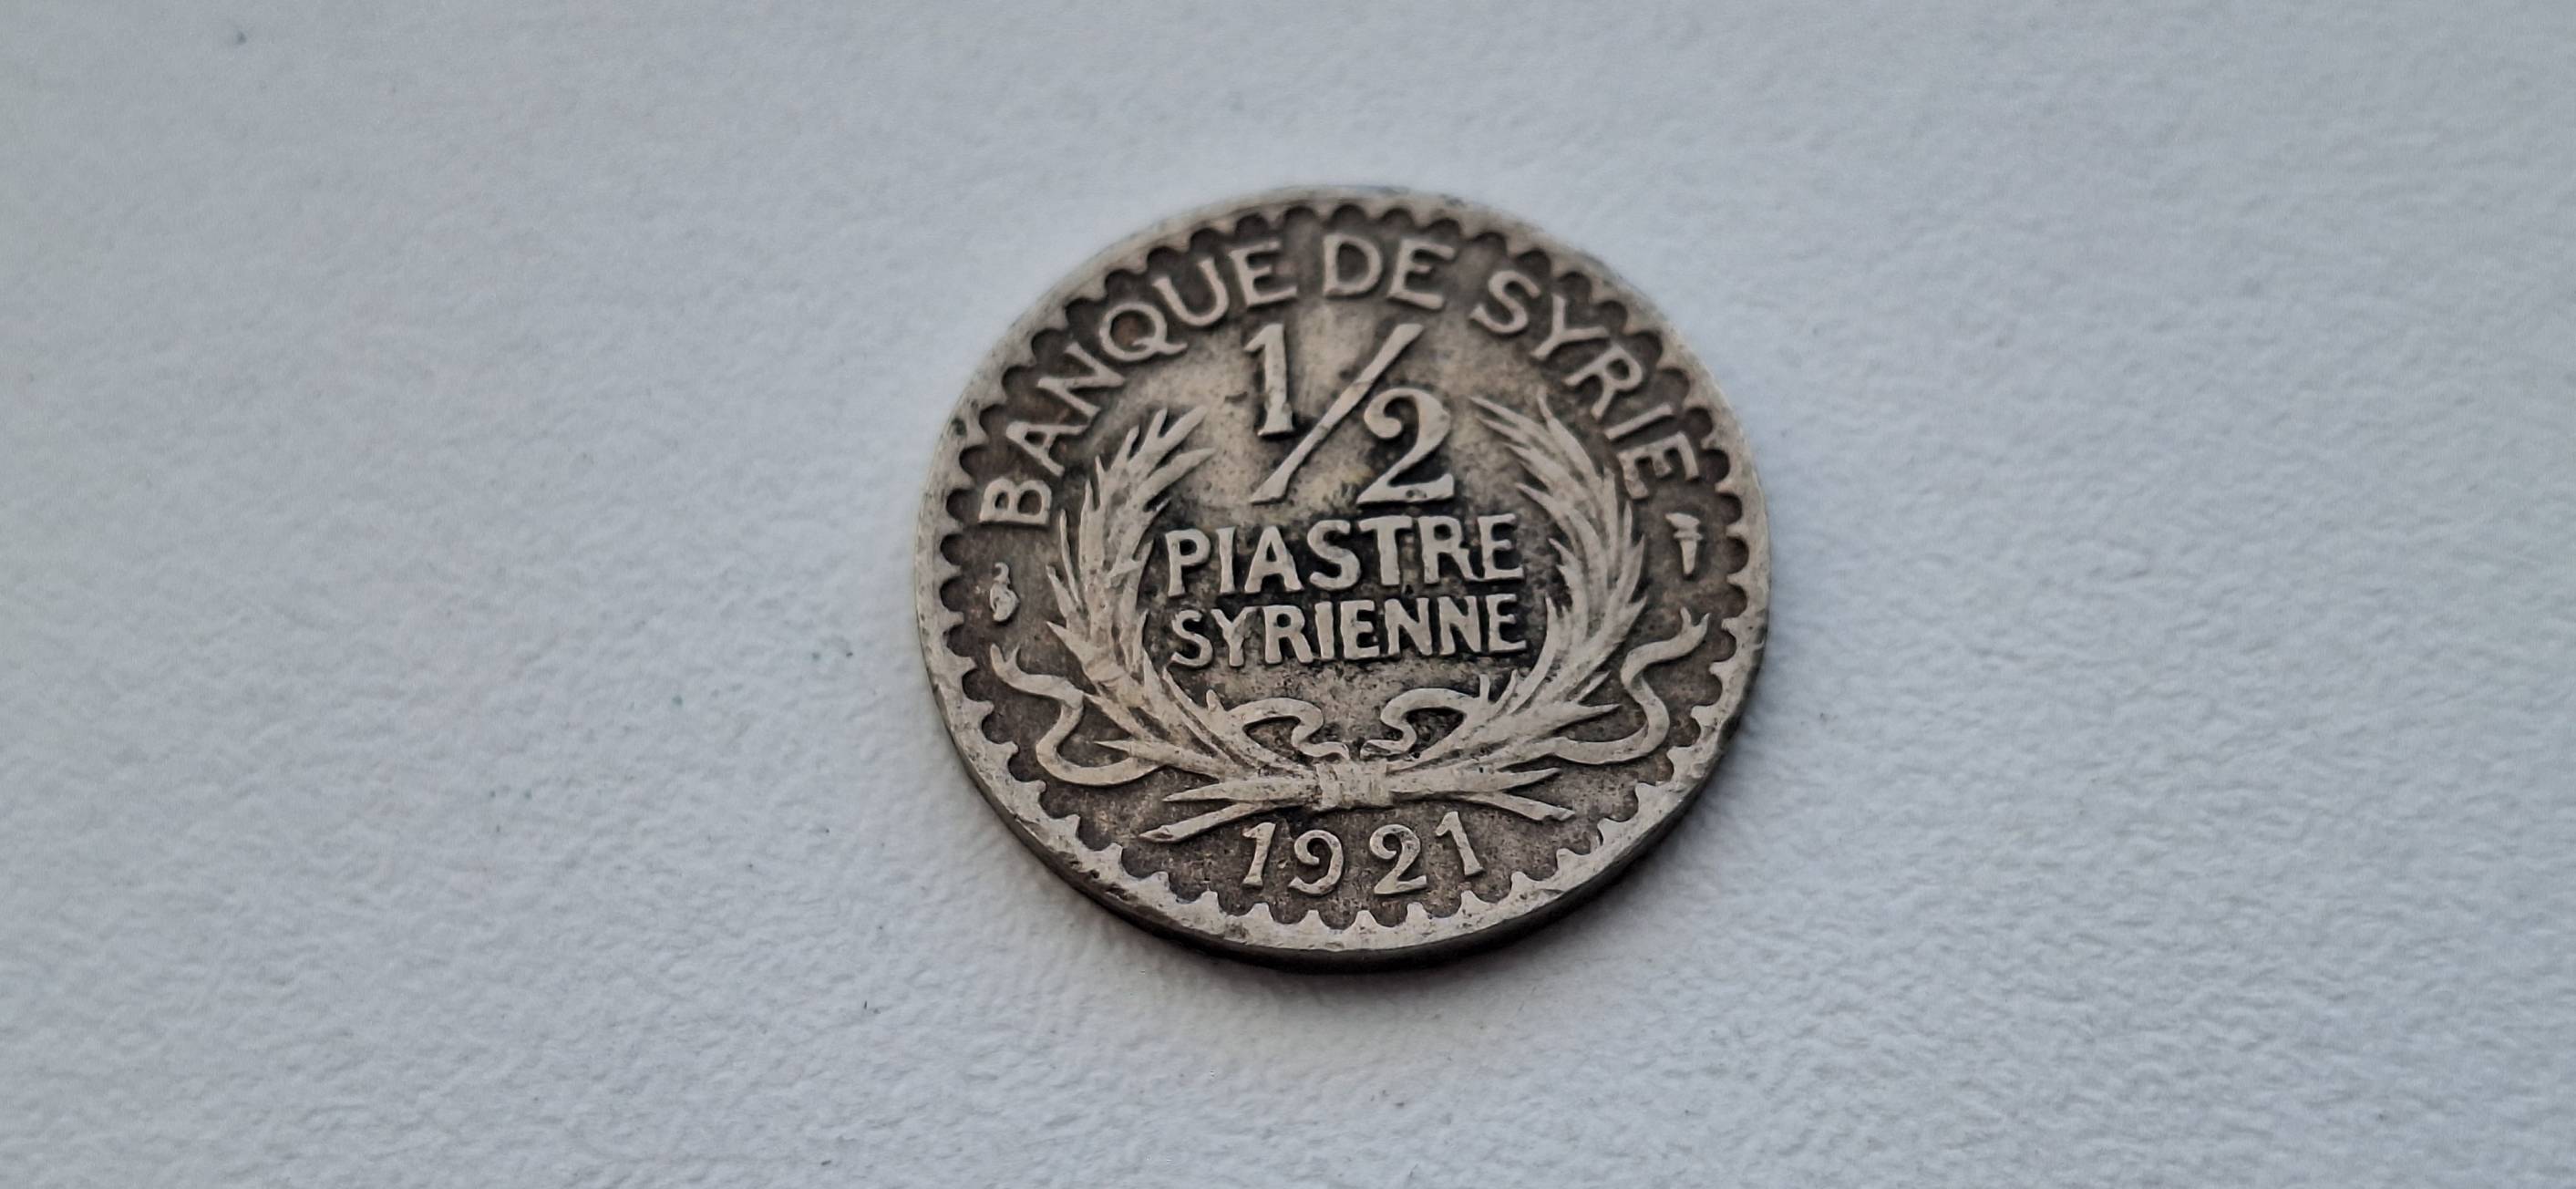 BANQUE DE SYRIE
1/2
PIASTRE
SYRIENNE
1921